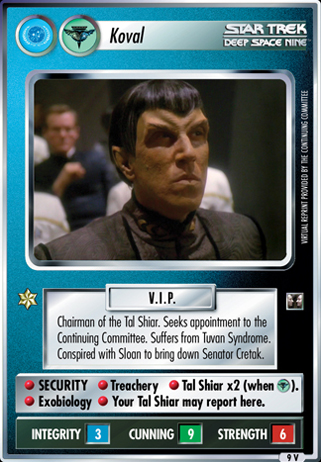 Koval
STAR TREK
DEEP SPACE NINE
VIRTUAL REPRINT PROVIDED BY THE CONTINUING COMMITTEE
V.I.P.
Chairman of the Tal Shiar. Seeks appointment to the
Continuing Committee. Suffers from Tuvan Syndrome.
Conspired with Sloan to bring down Senator Cretak.
SECURITY Treachery Tal Shiar x2 (when ).
Exobiology Your Tal Shiar may report here.
INTEGRITY 3 CUNNING 9 STRENGTH 6
9 V